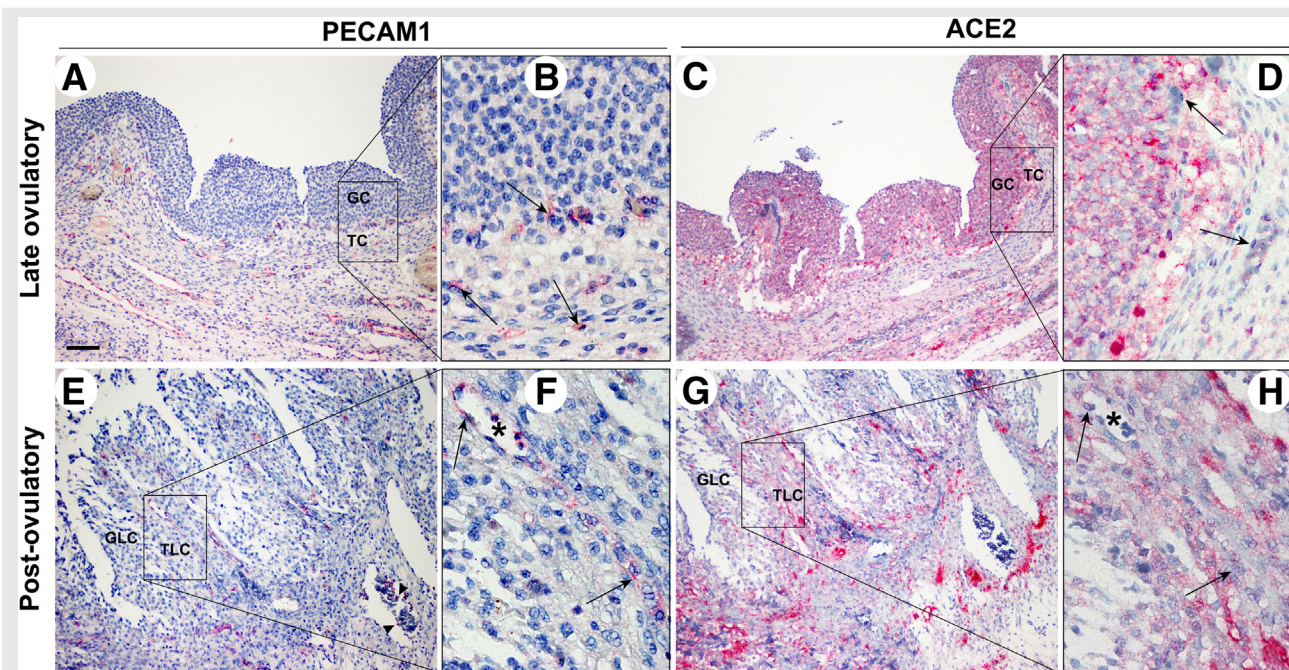 PECAM1
ACE2
Late ovulatory
A
B
C
D
GC
TC
GC
TC
Post-ovulatory
E
F
G
H
*
*
GLC
TLC
GLC
TLC